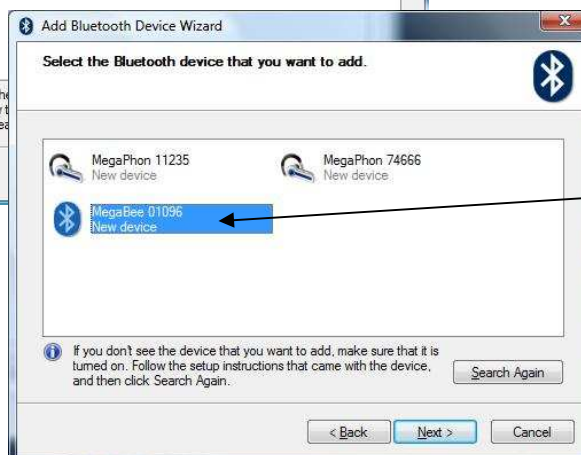 Add Bluetooth Device Wizard
Select the Bluetooth device that you want to add.
MegaPhon 11235
New device
MegaPhon 74666
New device
MegaBee 01096
New device
If you don't see the device that you want to add, make sure that it is
turned on. Follow the setup instructions that came with the device,
and then click Search Again.
Search Again
< Back
Next >
Cancel